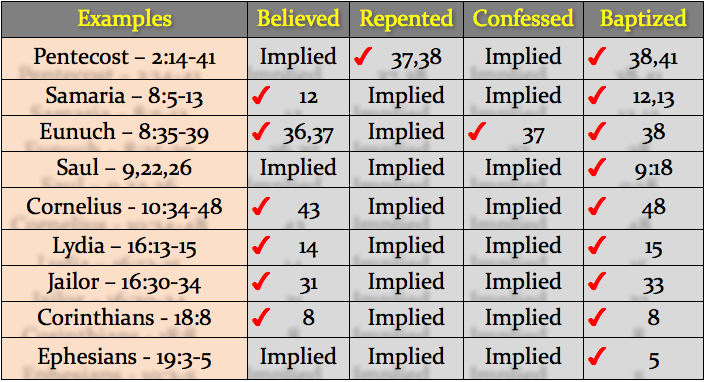 Examples Believed Repented Confessed Baptized
Pentecost – 2:14-41 Implied ✔ 37,38 Implied ✔ 38,41
Samaria – 8:5-13 ✔ 12 Implied Implied ✔ 12,13
Eunuch – 8:35-39 ✔ 36,37 Implied ✔ 37 ✔ 38
Saul – 9,22,26 Implied Implied Implied ✔ 9:18
Cornelius - 10:34-48 ✔ 43 Implied Implied ✔ 48
Lydia – 16:13-15 ✔ 14 Implied Implied ✔ 15
Jailor - 16:30-34 ✔ 31 Implied Implied ✔ 33
Corinthians - 18:8 ✔ 8 Implied Implied ✔ 8
Ephesians - 19:3-5 Implied Implied Implied ✔ 5